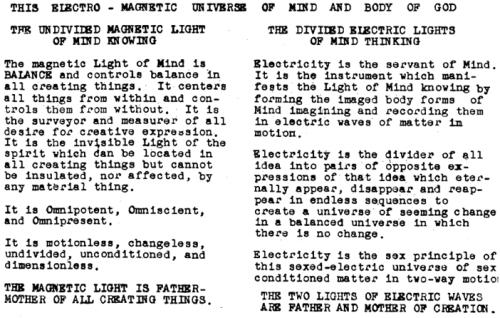 THIS ELECTRO - MAGNETIC UNIVERSE OF MIND AND BODY OF GOD
THE UNDIVIDED MAGNETIC LIGHT
OF MIND KNOWING
The magnetic Light of Mind is
BALANCE and controls balance in
all creating things. It centers
all things from within and con-
trols them from without. It is
the surveyor and measurer of all
desire for creative expression.
It is the invisible Light of the
spirit which can be located in
all creating things but cannot
be insulated, nor affected, by
any material thing.
It is Omnipotent, Omniscient,
and Omnipresent.
It is motionless, changeless,
undivided, unconditioned, and
dimensionless.
THE MAGNETIC LIGHT IS FATHER-
MOTHER OF ALL CREATING THINGS.
THE DIVIDED ELECTRIC LIGHTS
OF MIND THINKING
Electricity is the servant of Mind.
It is the instrument which mani-
fests the Light of Mind knowing by
forming the imaged body forms of
Mind imagining and recording them
in electric waves of matter in
motion.
Electricity is the divider of all
idea into pairs of opposite ex-
pressions of that idea which eter-
nally appear, disappear and reap-
pear in endless sequences to
create a universe of seeming change
in a balanced universe in which
there is no change.
Electricity is the sex principle of
this sexed-electric universe of sex
conditioned matter in two-way motion
THE TWO LIGHTS OF ELECTRIC WAVES
ARE FATHER AND MOTHER OF CREATION.